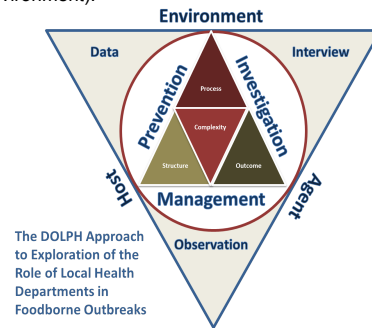 vironment).
Environment
Data
Interview
Process
Prevention
Investigation
Complexity
Structure
Outcome
Host
Management
Agent
Observation
The DOLPH Approach
to Exploration of the
Role of Local Health
Departments in
Foodborne Outbreaks